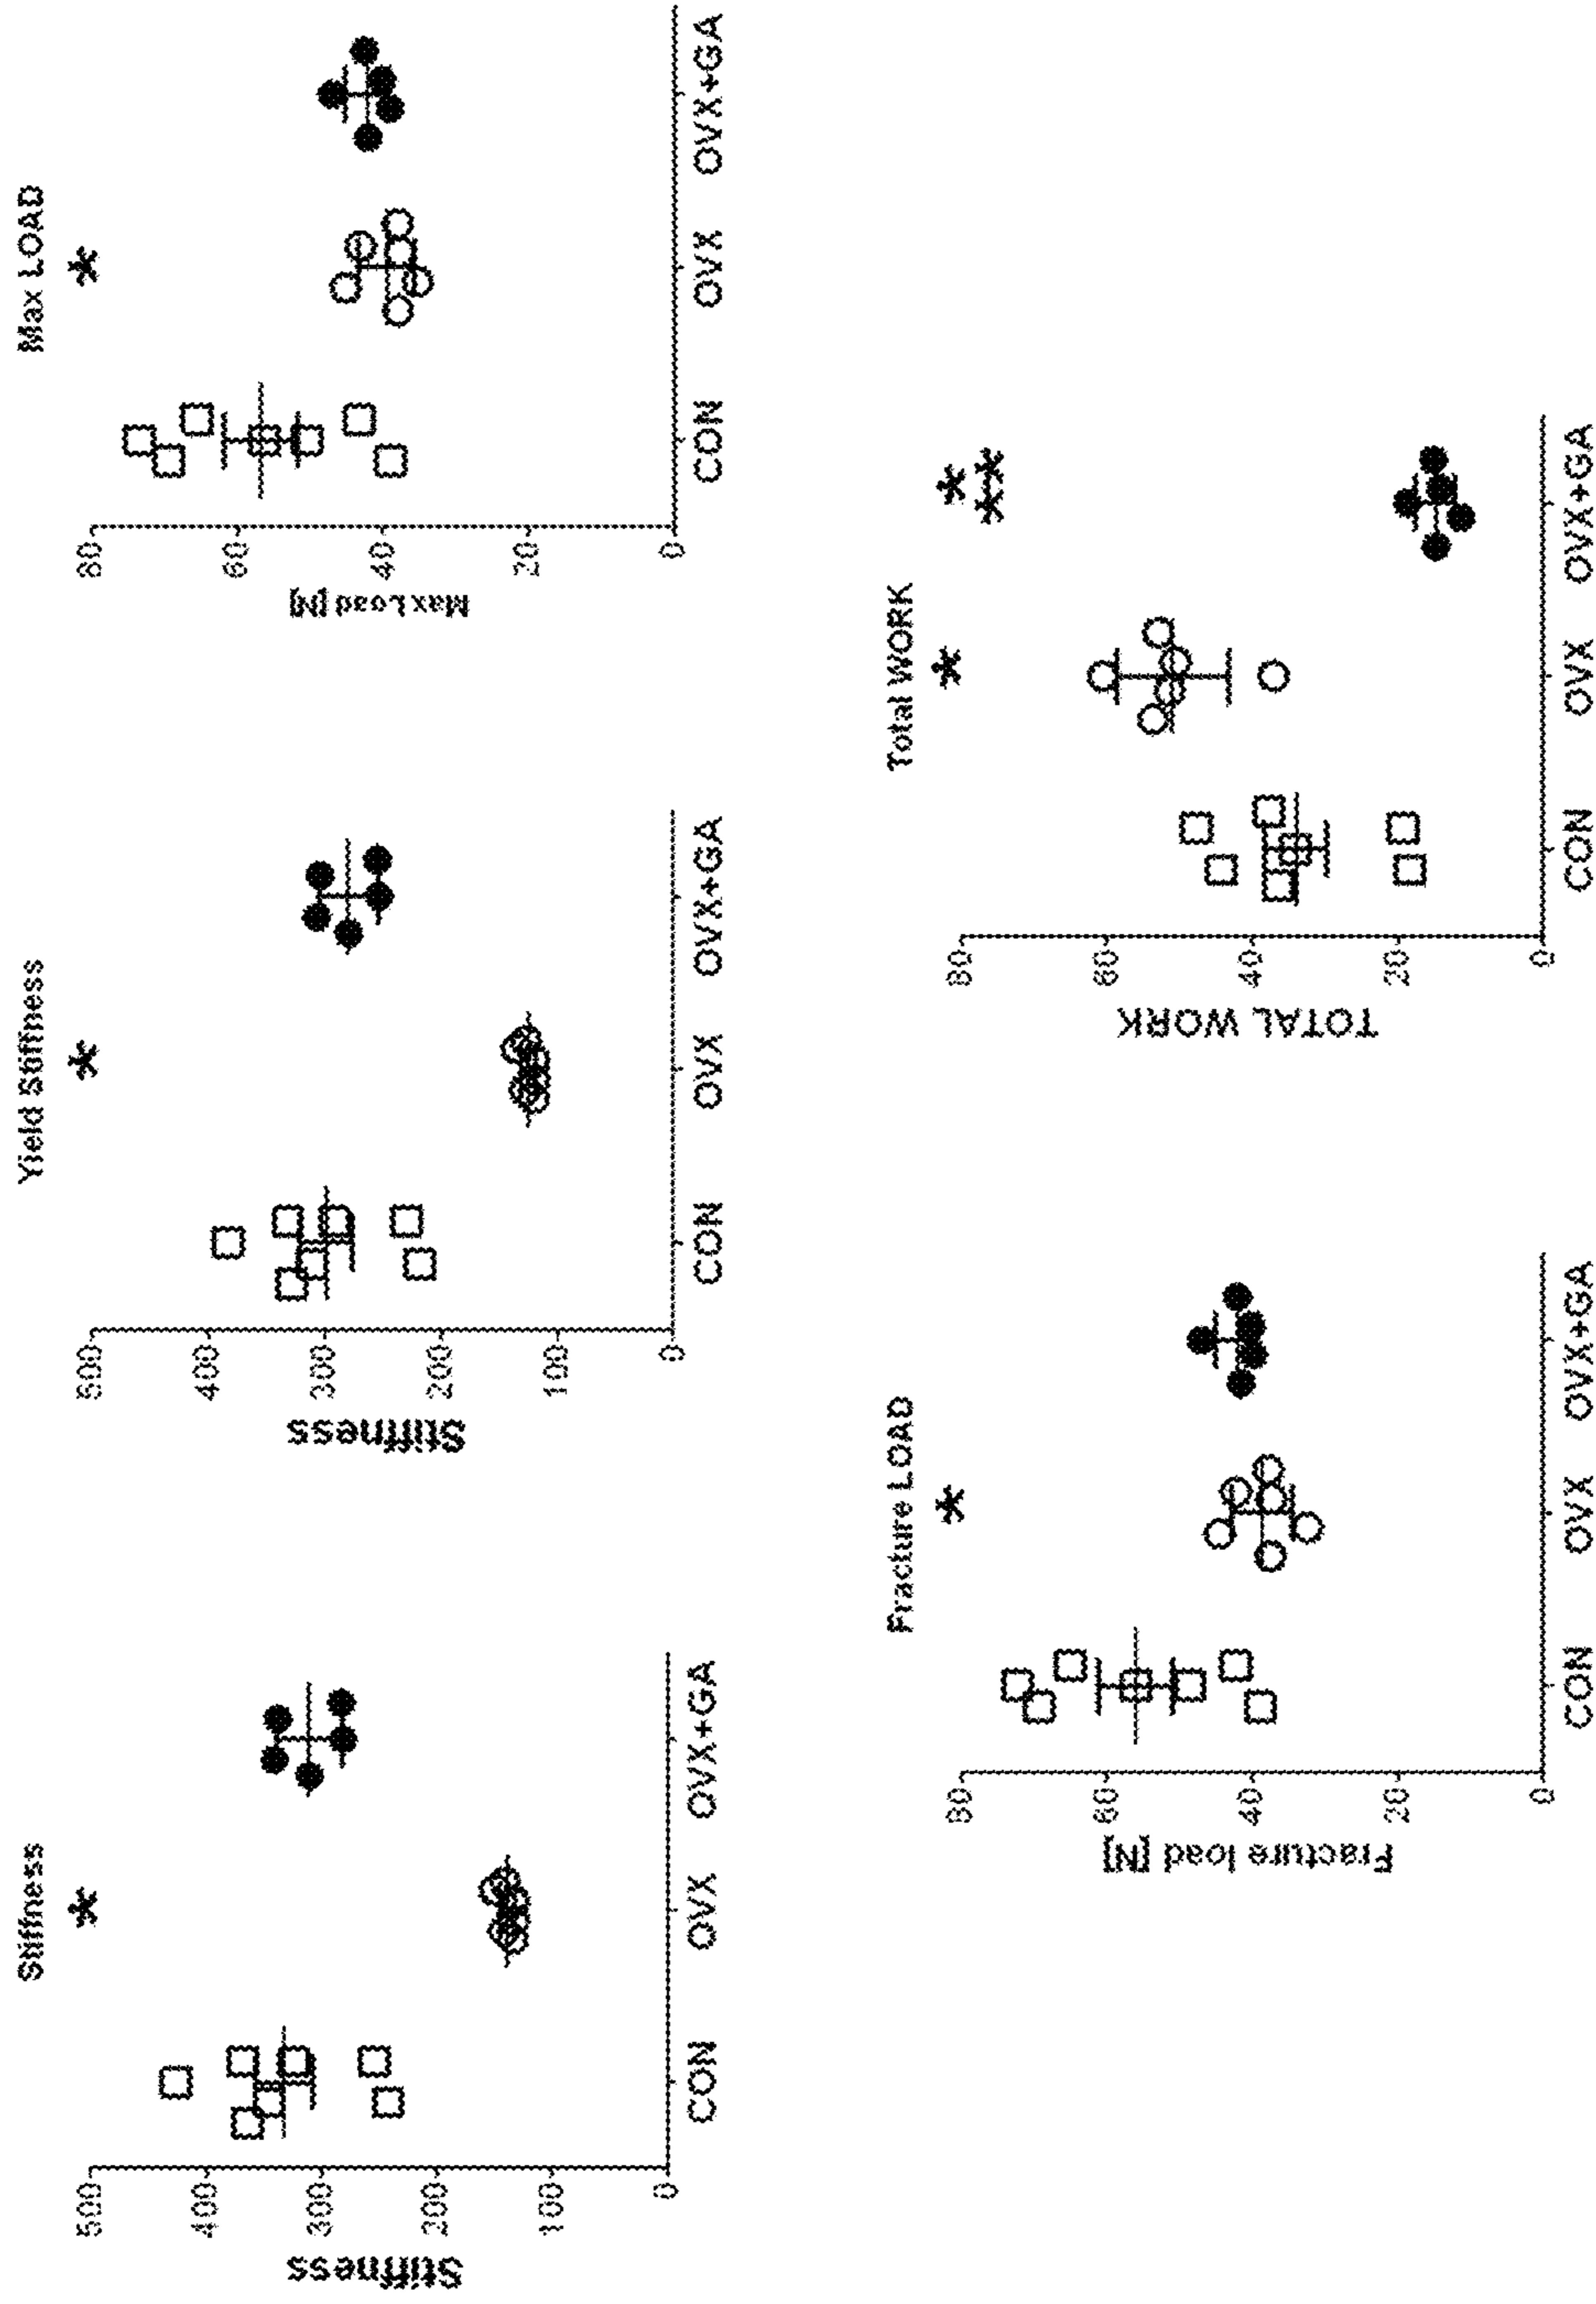 Stiffness
*
Stiffness
500
400
300
200
100
0
CON
OVX
OVX+GA
Yield Stiffness
*
Stiffness
500
400
300
200
100
0
CON
OVX
OVX+GA
Max LOAD
*
Max Load [N]
80
60
40
20
0
CON
OVX
OVX+GA
Fracture LOAD
*
Fracture load [N]
80
60
40
20
0
CON
OVX
OVX+GA
Total WORK
*
*
**
TOTAL WORK
80
60
40
20
0
CON
OVX
OVX+GA